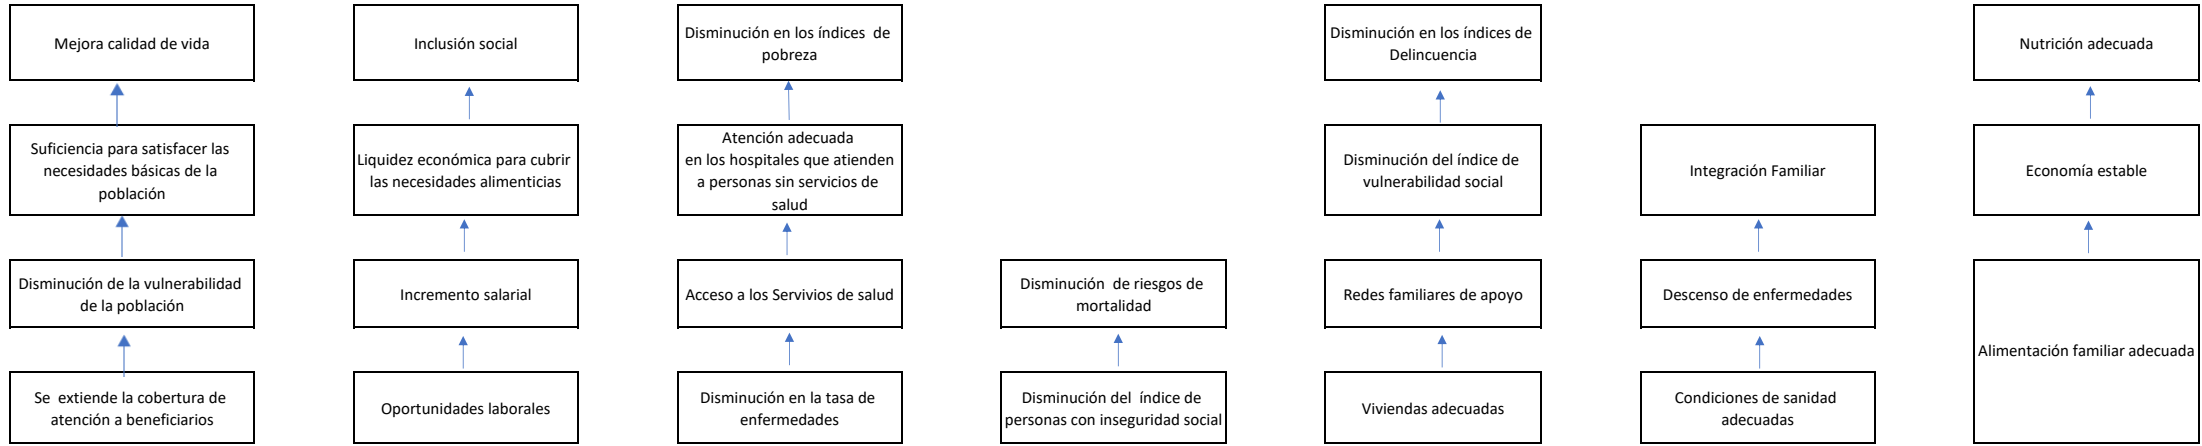 Mejora calidad de vida
Inclusión social
Disminución en los índices de
pobreza
Disminución en los índices de
Delincuencia
Nutrición adecuada
Suficiencia para satisfacer las
necesidades básicas de la
población
Liquidez económica para cubrir
las necesidades alimenticias
Atención adecuada
en los hospitales que atienden
a personas sin servicios de
salud
Disminución del índice de
vulnerabilidad social
Integración Familiar
Economía estable
Disminución de la vulnerabilidad
de la población
Incremento salarial
Acceso a los Servivios de salud
Disminución de riesgos de
mortalidad
Redes familiares de apoyo
Descenso de enfermedades
Alimentación familiar adecuada
Se extiende la cobertura de
atención a beneficiarios
Oportunidades laborales
Disminución en la tasa de
enfermedades
Disminución del índice de
personas con inseguridad social
Viviendas adecuadas
Condiciones de sanidad
adecuadas